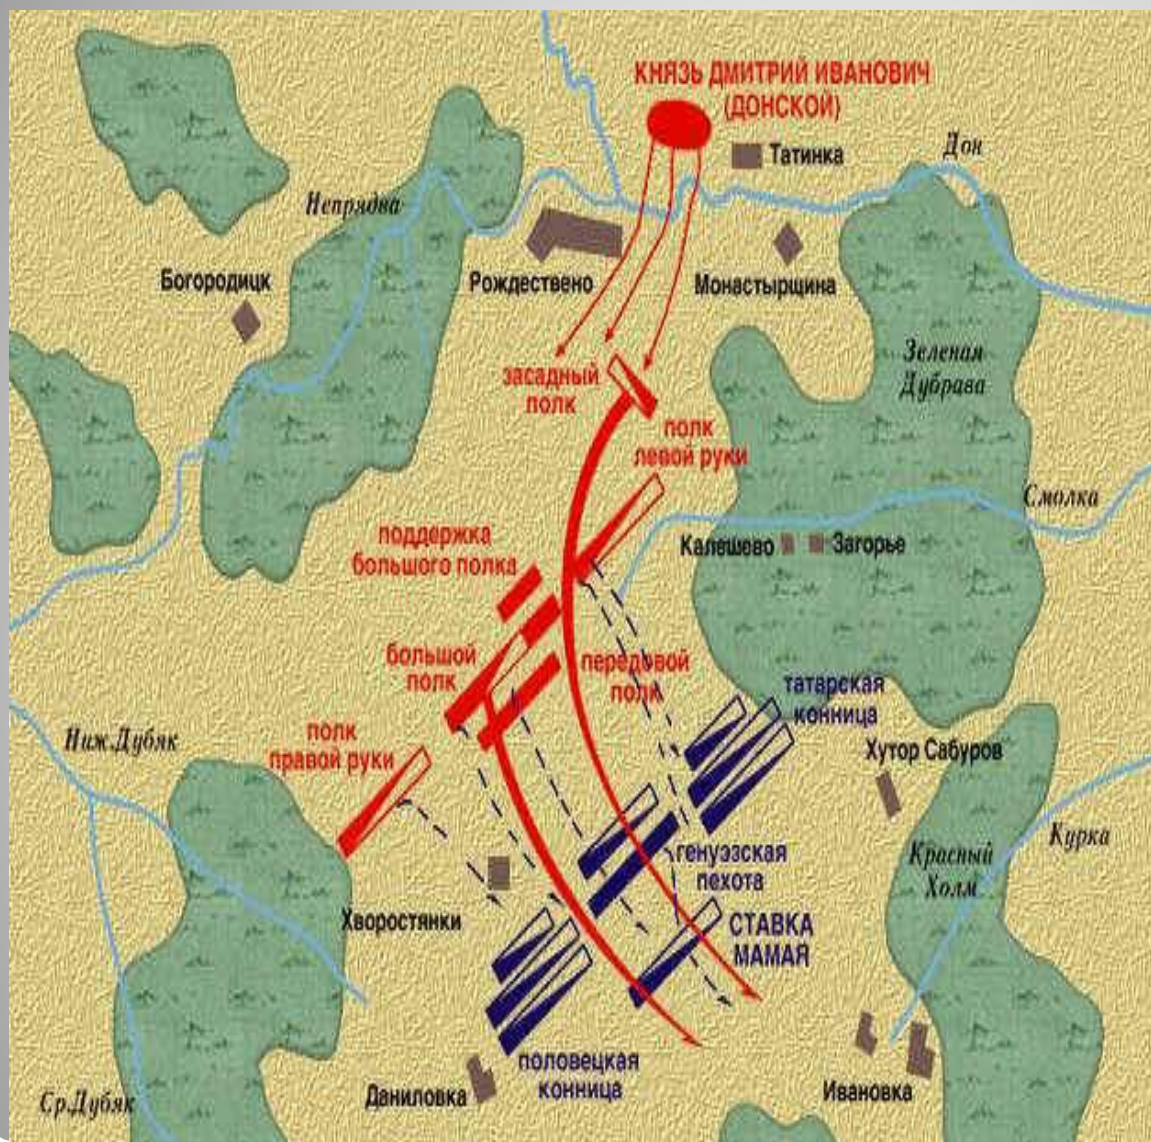 КНЯЗЬ ДМИТРИЙ ИВАНОВИЧ
(ДОНСКОЙ)
Татинка
Дон
Непрядва
Богородицк
Рождествено
Монастырщина
Зеленая
Дубрава
засадный
полк
полк
левой руки
Смолка
поддержка
большого полка
Калешево
Загорье
большой
полк
передовой
полк
татарская
конница
Ниж.Дубяк
полк
правой руки
Хутор Сабуров
Курка
Красный
Холм
генуэзская
пехота
Хворостянки
СТАВКА
МАМАЯ
половецкая
конница
Даниловка
Ивановка
Ср.Дубяк